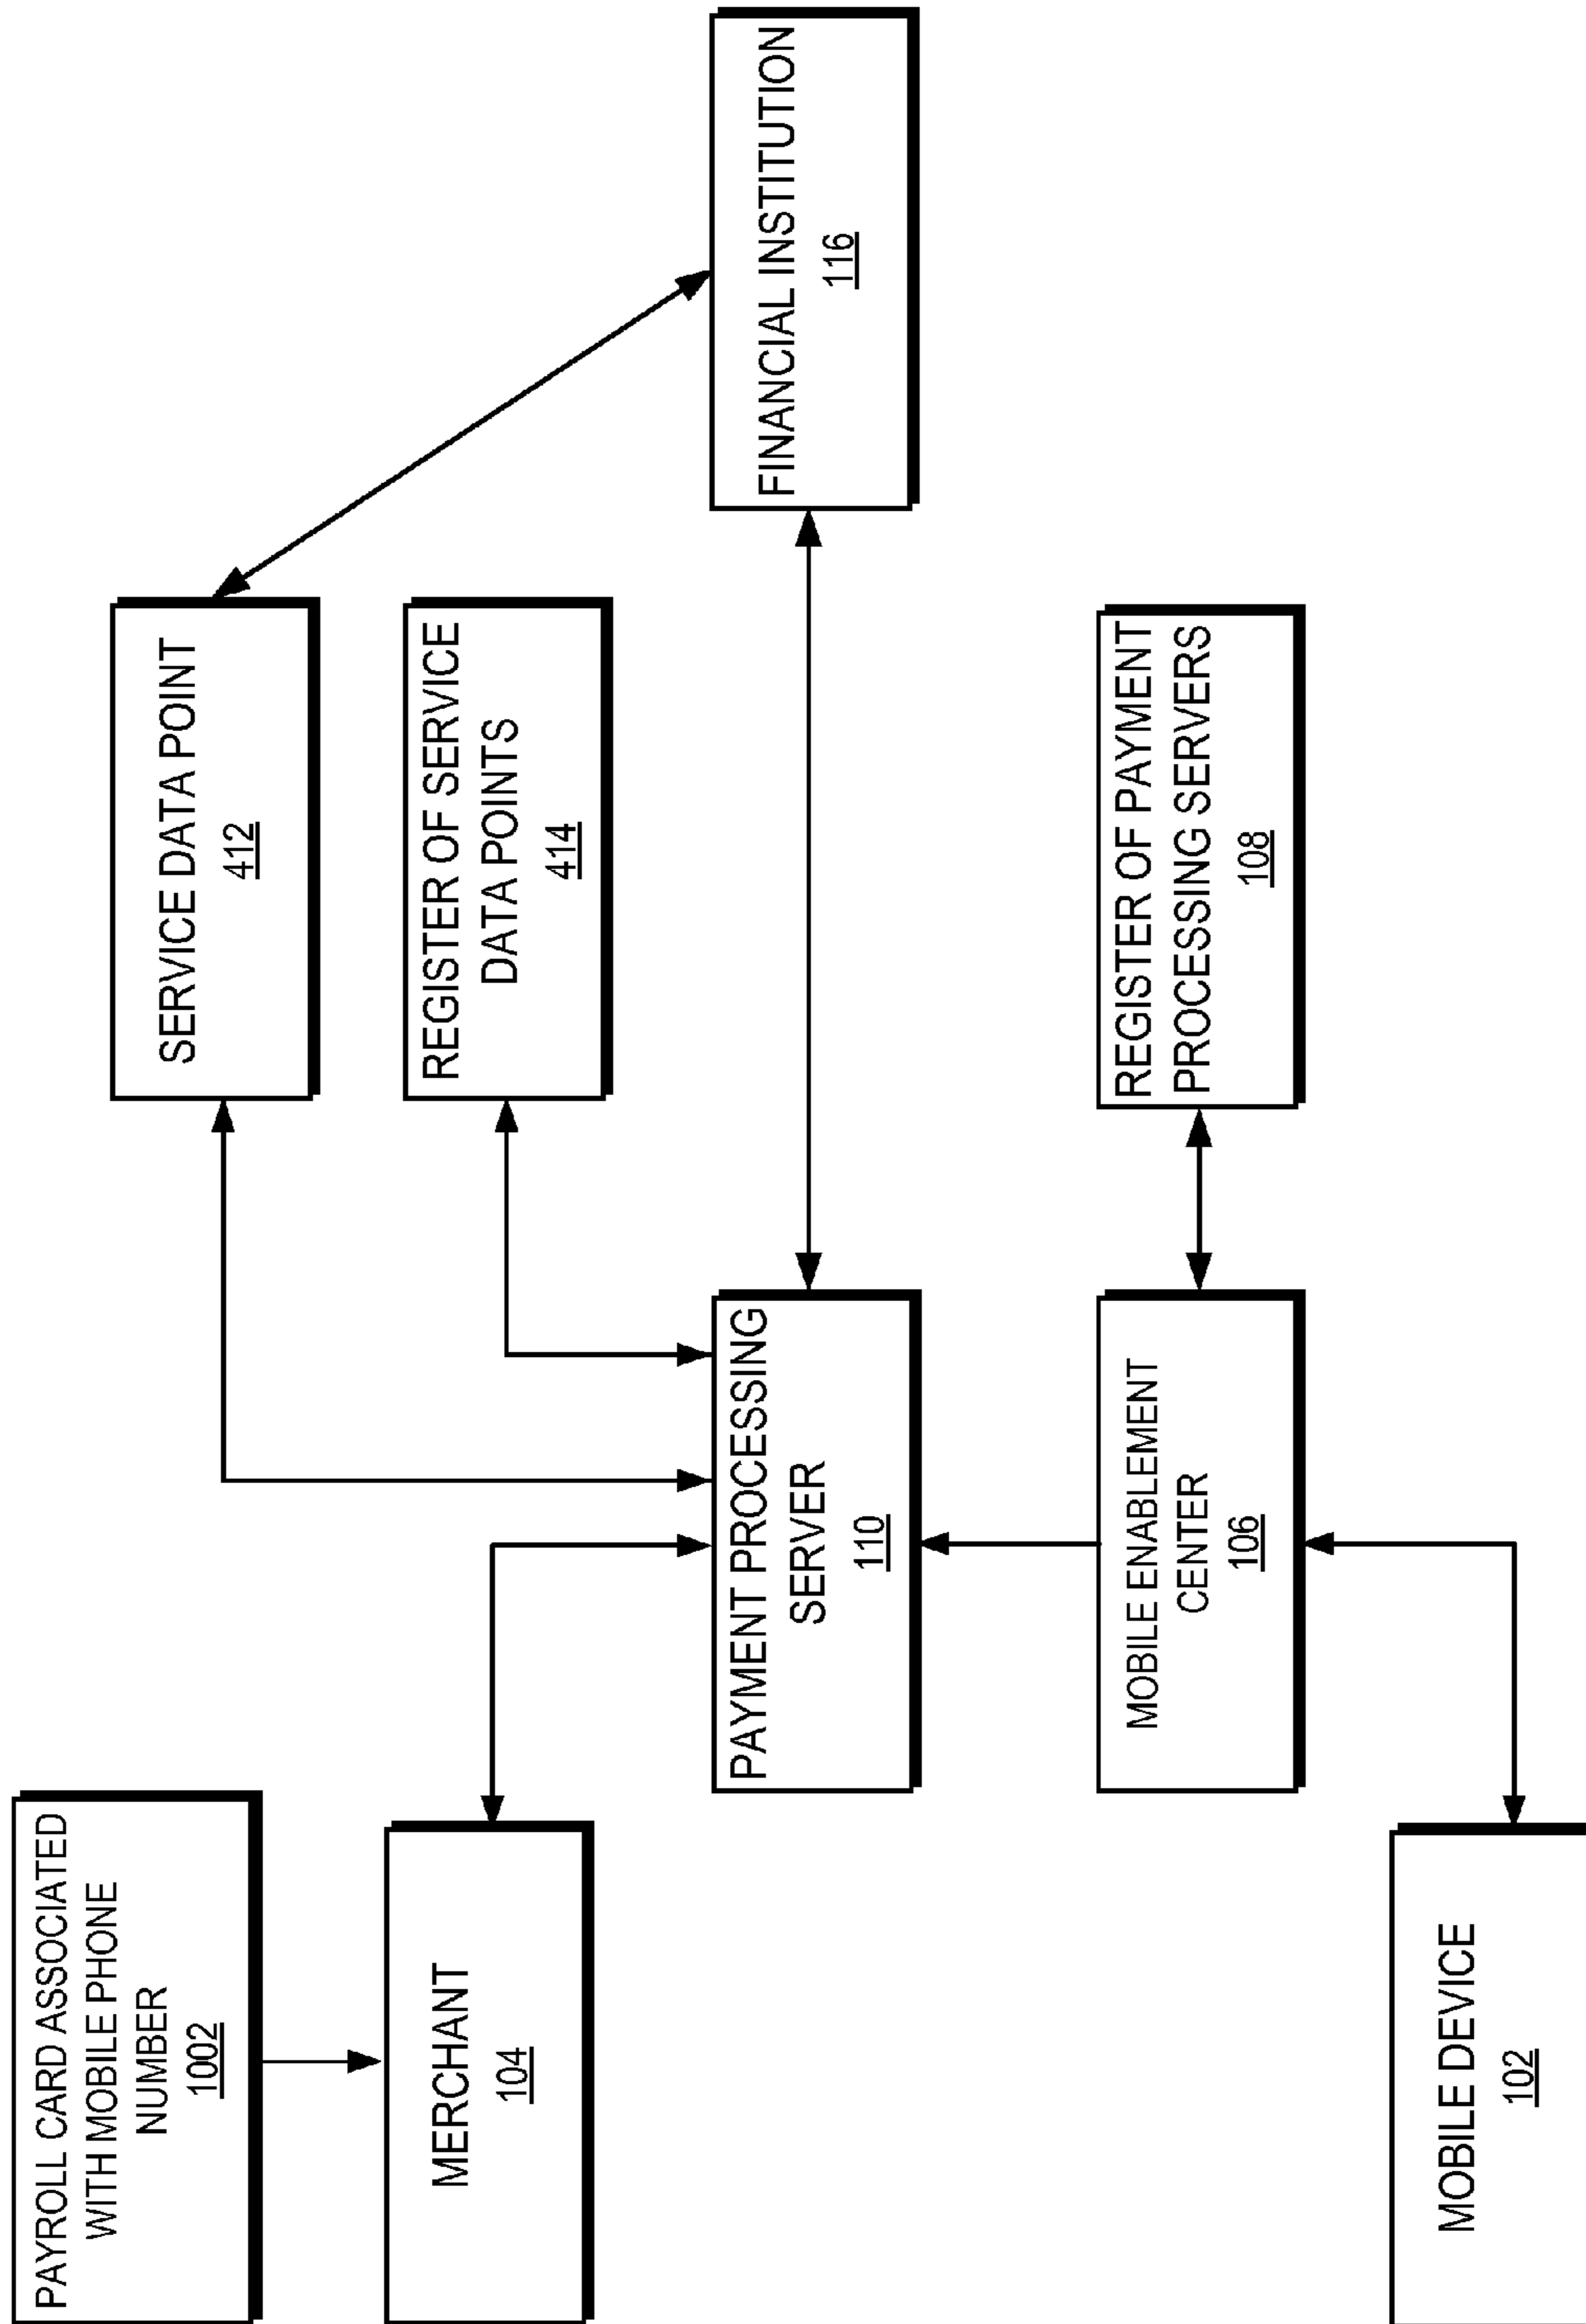 PAYROLL CARD ASSOCIATED
WITH MOBILE PHONE
NUMBER
1002
MERCHANT
104
MOBILE DEVICE
102
PAYMENT PROCESSING
SERVER
110
MOBILE ENABLEMENT
CENTER
106
SERVICE DATA POINT
412
REGISTER OF SERVICE
DATA POINTS
414
REGISTER OF PAYMENT
PROCESSING SERVERS
108
FINANCIAL INSTITUTION
116